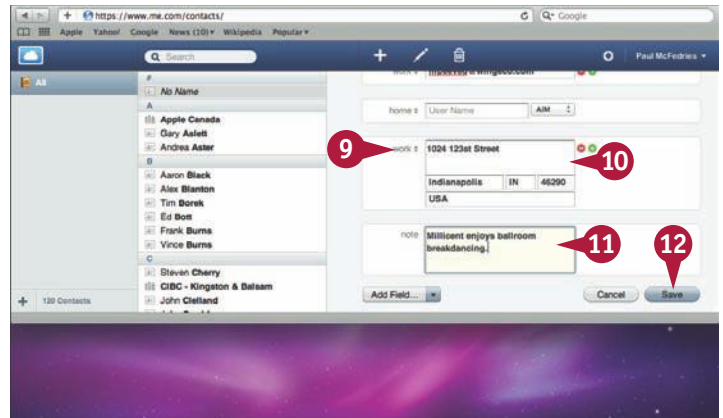 https://www.me.com/contacts/
Google
Apple Yahoo! Google News (10) Wikipedia Popular
Search
Paul McFedries
All
#
No Name
A
Apple Canada
Gary Aslett
Andrea Aster
B
Aaron Black
Alex Blanton
Tim Borek
Ed Bott
Frank Burns
Vince Burns
C
Steven Cherry
CIBC - Kingston & Balsam
John Clelland
120 Contacts
work
home User Name AIM
9 work 1024 123st Street 10
Indianapolis IN 46290
USA
note Millicent enjoys ballroom
breakdancing. 11
12
Add Field... Cancel Save